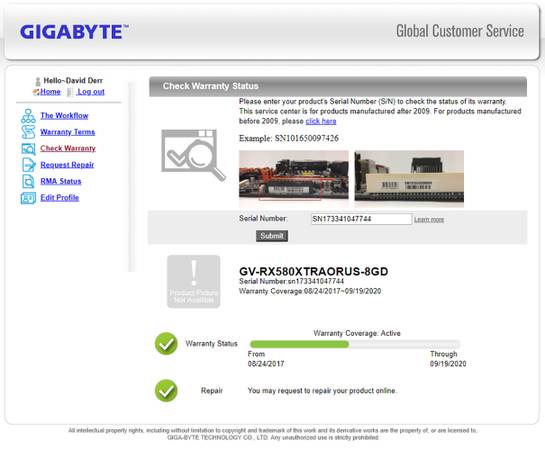 GIGABYTE™
Global Customer Service
Hello~David Derr
Home Log out
The Workflow
Warranty Terms
Check Warranty
Request Repair
RMA Status
Edit Profile
Check Warranty Status
Please enter your product's Serial Number (S/N) to check the status of its warranty.
This service center is for products manufactured after 2009. For products manufactured
before 2009, please click here
Example: SN101650097426
Serial Number: SN173341047744 Learn more
Submit
Product Picture
Not Available
GV-RX580XTRAORUS-8GD
Serial Number:sn173341047744
Warranty Coverage:08/24/2017~09/19/2020
Warranty Status
Warranty Coverage: Active
From Through
08/24/2017 09/19/2020
Repair You may request to repair your product online.
All intellectual property rights, including without limitation to copyright and trademark of this work and its derivative works are the property of, or are licensed to,
GIGA-BYTE TECHNOLOGY CO., LTD. Any unauthorized use is strictly prohibited